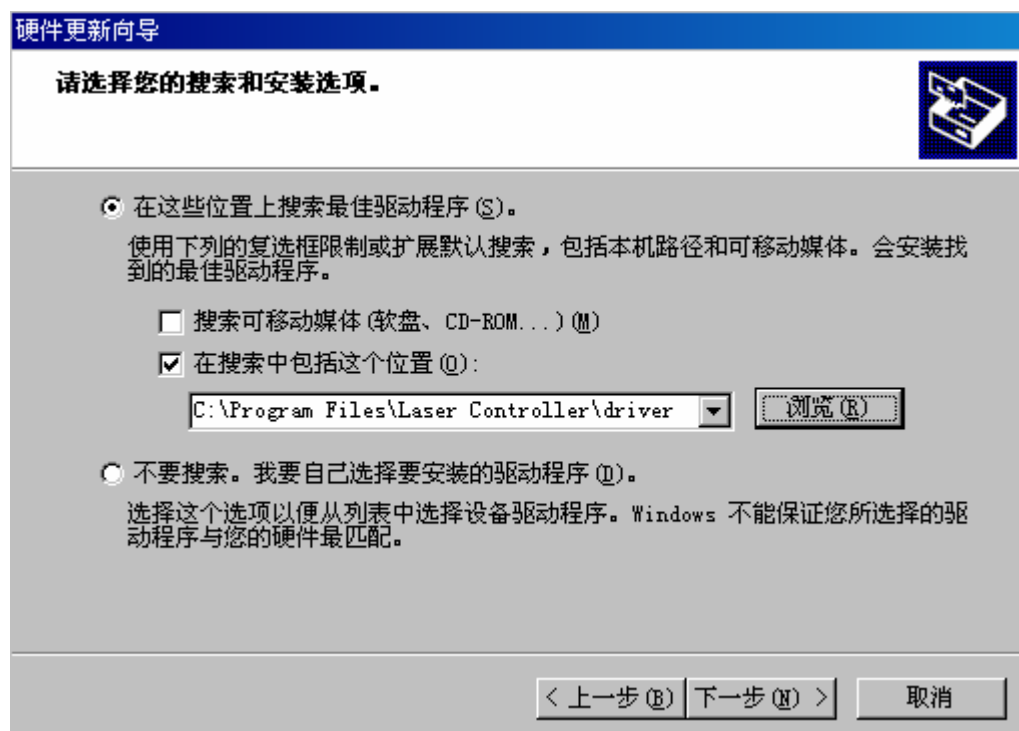 硬件更新向导
请选择您的搜索和安装选项。
在这些位置上搜索最佳驱动程序(S)。
使用下列的复选框限制或扩展默认搜索，包括本机路径和可移动媒体。会安装找
到的最佳驱动程序。
搜索可移动媒体(软盘、CD-ROM...)(M)
在搜索中包括这个位置(O):
C:\Program Files\Laser Controller\driver
浏览(R)
不要搜索。我要自己选择要安装的驱动程序(D)。
选择这个选项以便从列表中选择设备驱动程序。Windows 不能保证您所选择的驱
动程序与您的硬件最匹配。
< 上一步(B) 下一步(N) > 取消